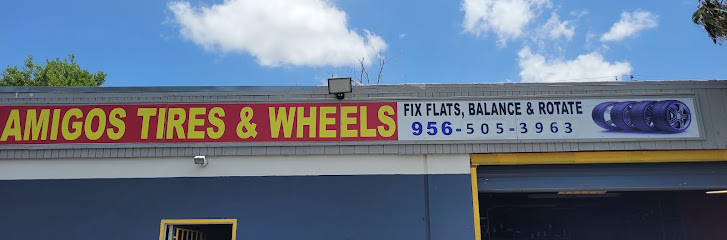 AMIGOS TIRES & WHEELS
FIX FLATS, BALANCE & ROTATE
956-505-3963